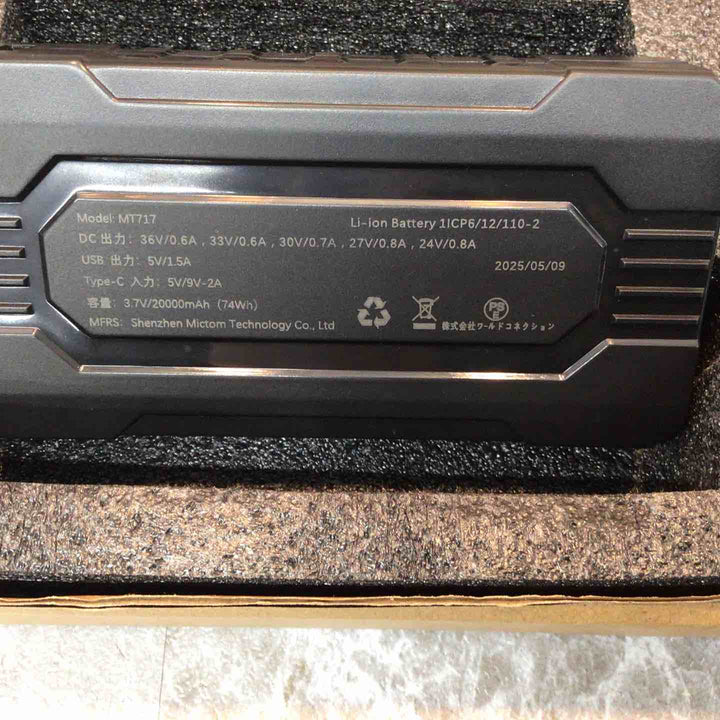 Model: MT717
Li-ion Battery 1ICP6/12/110-2
DC 出力：36V/0.6A，33V/0.6A，30V/0.7A，27V/0.8A，24V/0.8A
USB 出力：5V/1.5A
2025/05/09
Type-C 入力：5V/9V-2A
容量：3.7V/20000mAh（74Wh）
PS
E
MFRS：Shenzhen Mictom Technology Co., Ltd
株式会社ワールドコネクション